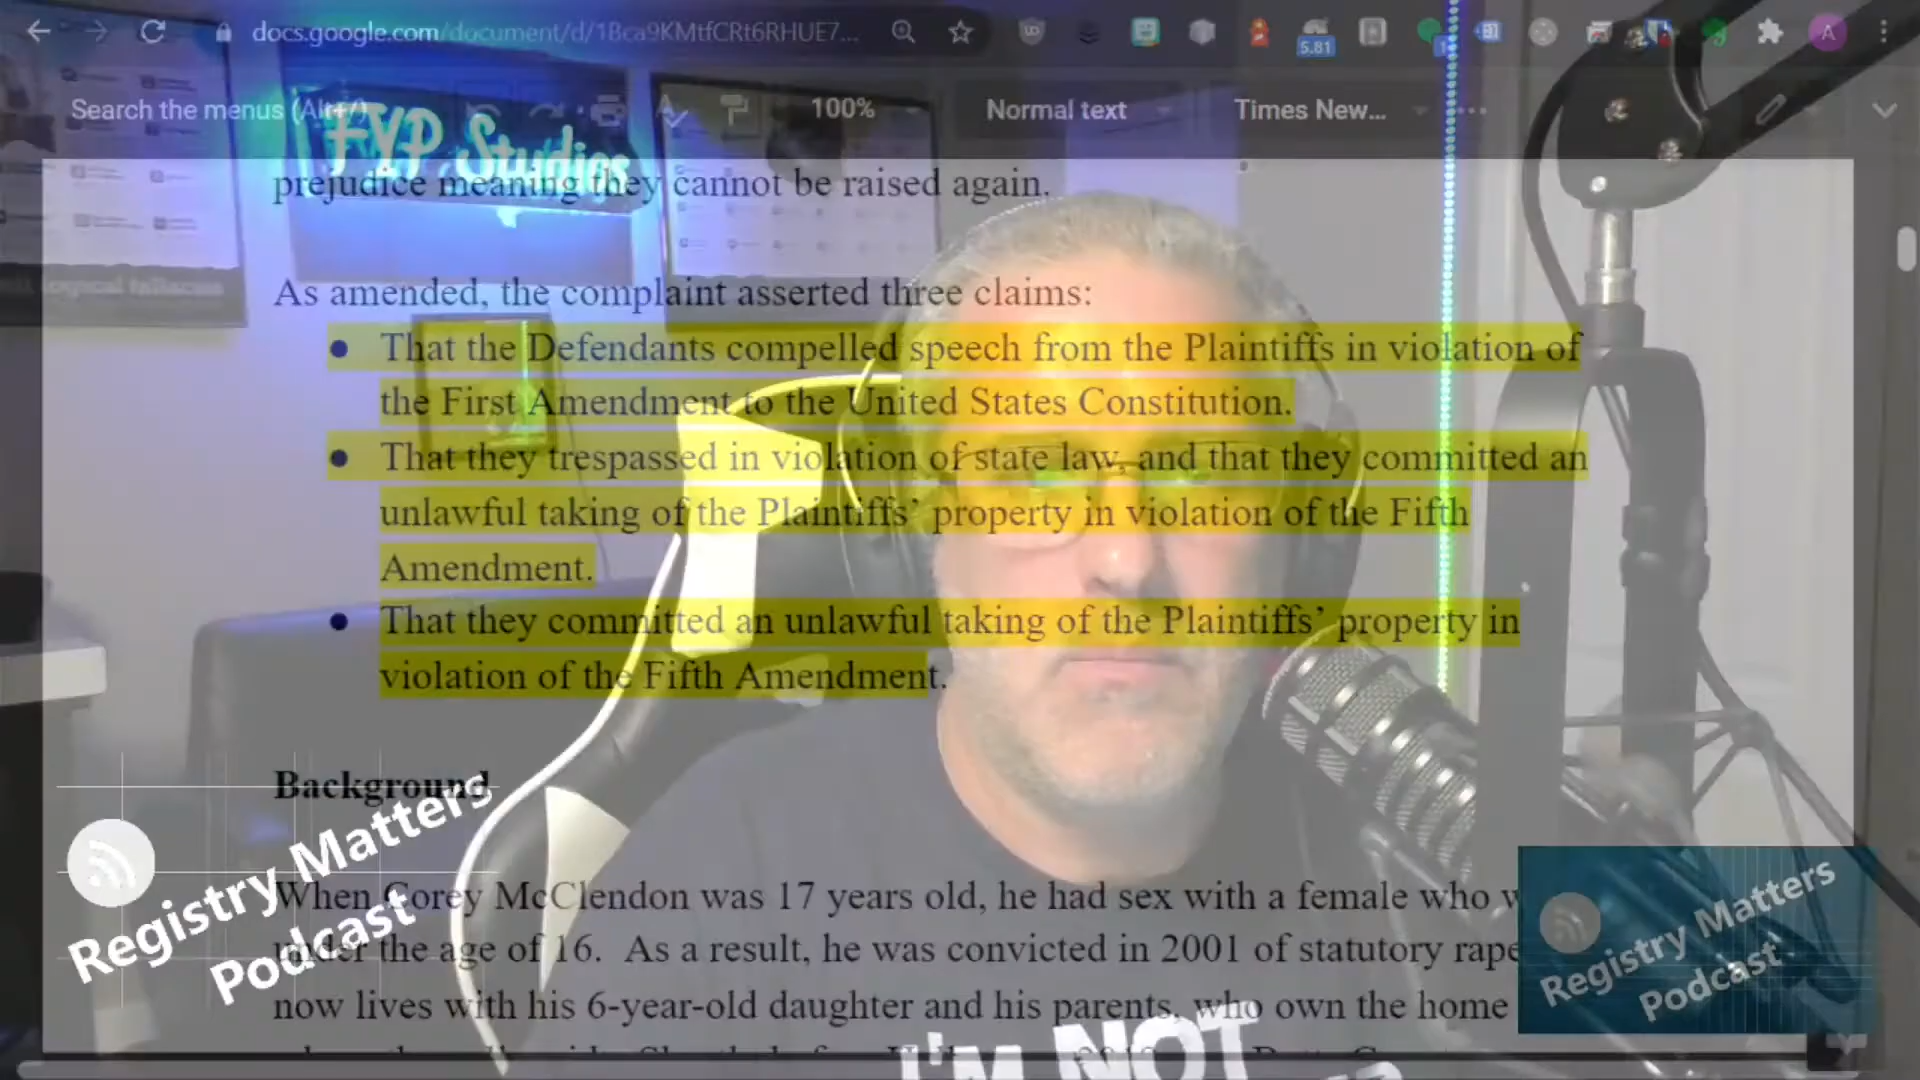 docs.google.com/document/d/1Bca9KMtfCRt6RHUE7...
5.81
A
Search the menus (Alt+/)
100%
Normal text
Times New...
FYP Studios
prejudice meaning they cannot be raised again.
logical fallacies
As amended, the complaint asserted three claims:
• That the Defendants compelled speech from the Plaintiffs in violation of
the First Amendment to the United States Constitution.
• That they trespassed in violation of state law, and that they committed an
unlawful taking of the Plaintiffs’ property in violation of the Fifth
Amendment.
• That they committed an unlawful taking of the Plaintiffs’ property in
violation of the Fifth Amendment.
Background
When Corey McClendon was 17 years old, he had sex with a female who
under the age of 16. As a result, he was convicted in 2001 of statutory rape
now lives with his 6-year-old daughter and his parents, who own the home
Registry Matters
Podcast
Registry Matters
Podcast
I'M NOT